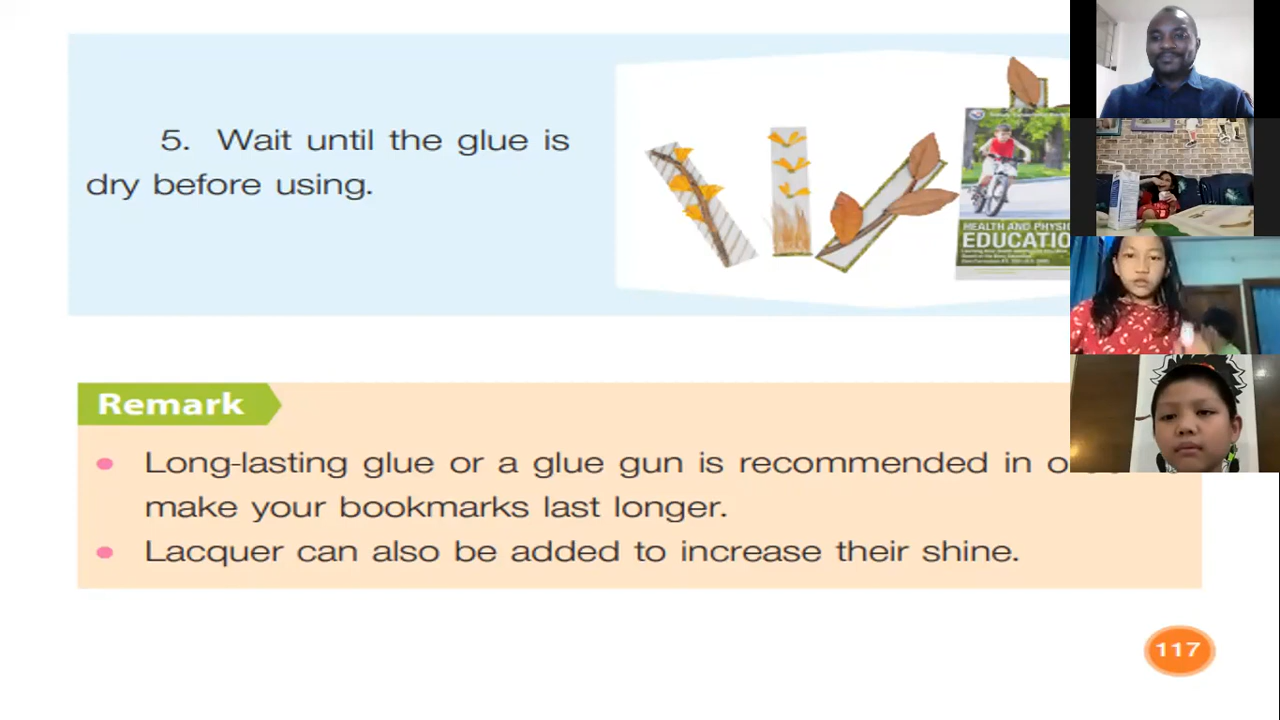 5. Wait until the glue is
dry before using.
HEALTH AND
EDUCATIO
Remark
Long-lasting glue or a glue gun is recommended in
make your bookmarks last longer.
Lacquer can also be added to increase their shine.
117